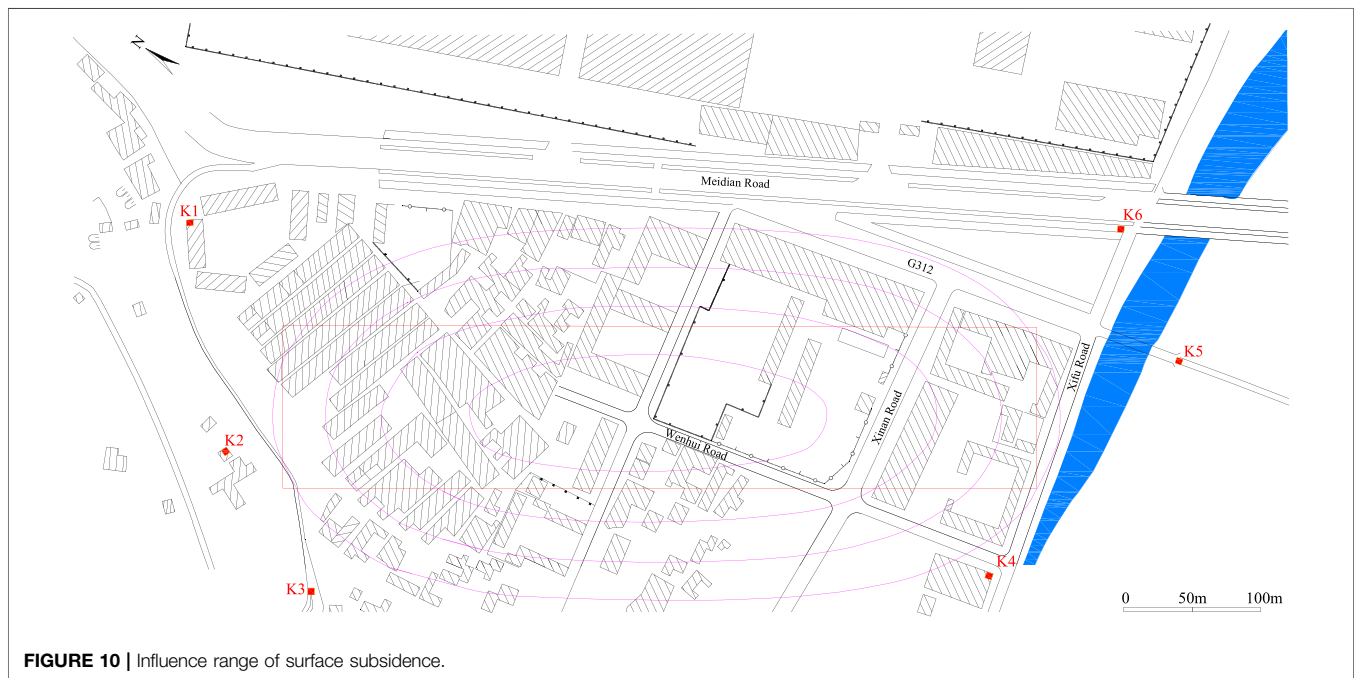 N
K1
Meidian Road
K6
G312
K5
Xifu Road
Xinan Road
Wenhui Road
K2
K4
K3
0 50m 100m
FIGURE 10 | Influence range of surface subsidence.